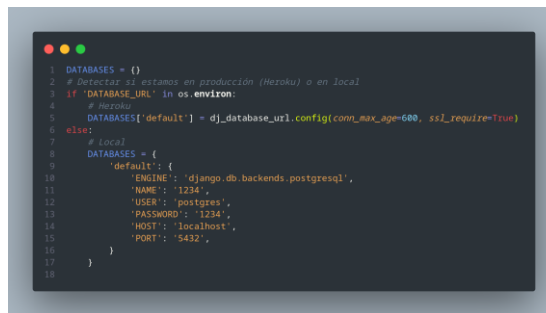 1 DATABASES = {}
2 # Detectar si estamos en producción (Heroku) o en local
3 if 'DATABASE_URL' in os.environ:
4     # Heroku
5     DATABASES['default'] = dj_database_url.config(conn_max_age=600, ssl_require=True)
6 else:
7     # Local
8     DATABASES = {
9         'default': {
10             'ENGINE': 'django.db.backends.postgresql',
11             'NAME': '1234',
12             'USER': 'postgres',
13             'PASSWORD': '1234',
14             'HOST': 'localhost',
15             'PORT': '5432',
16         }
17     }
18